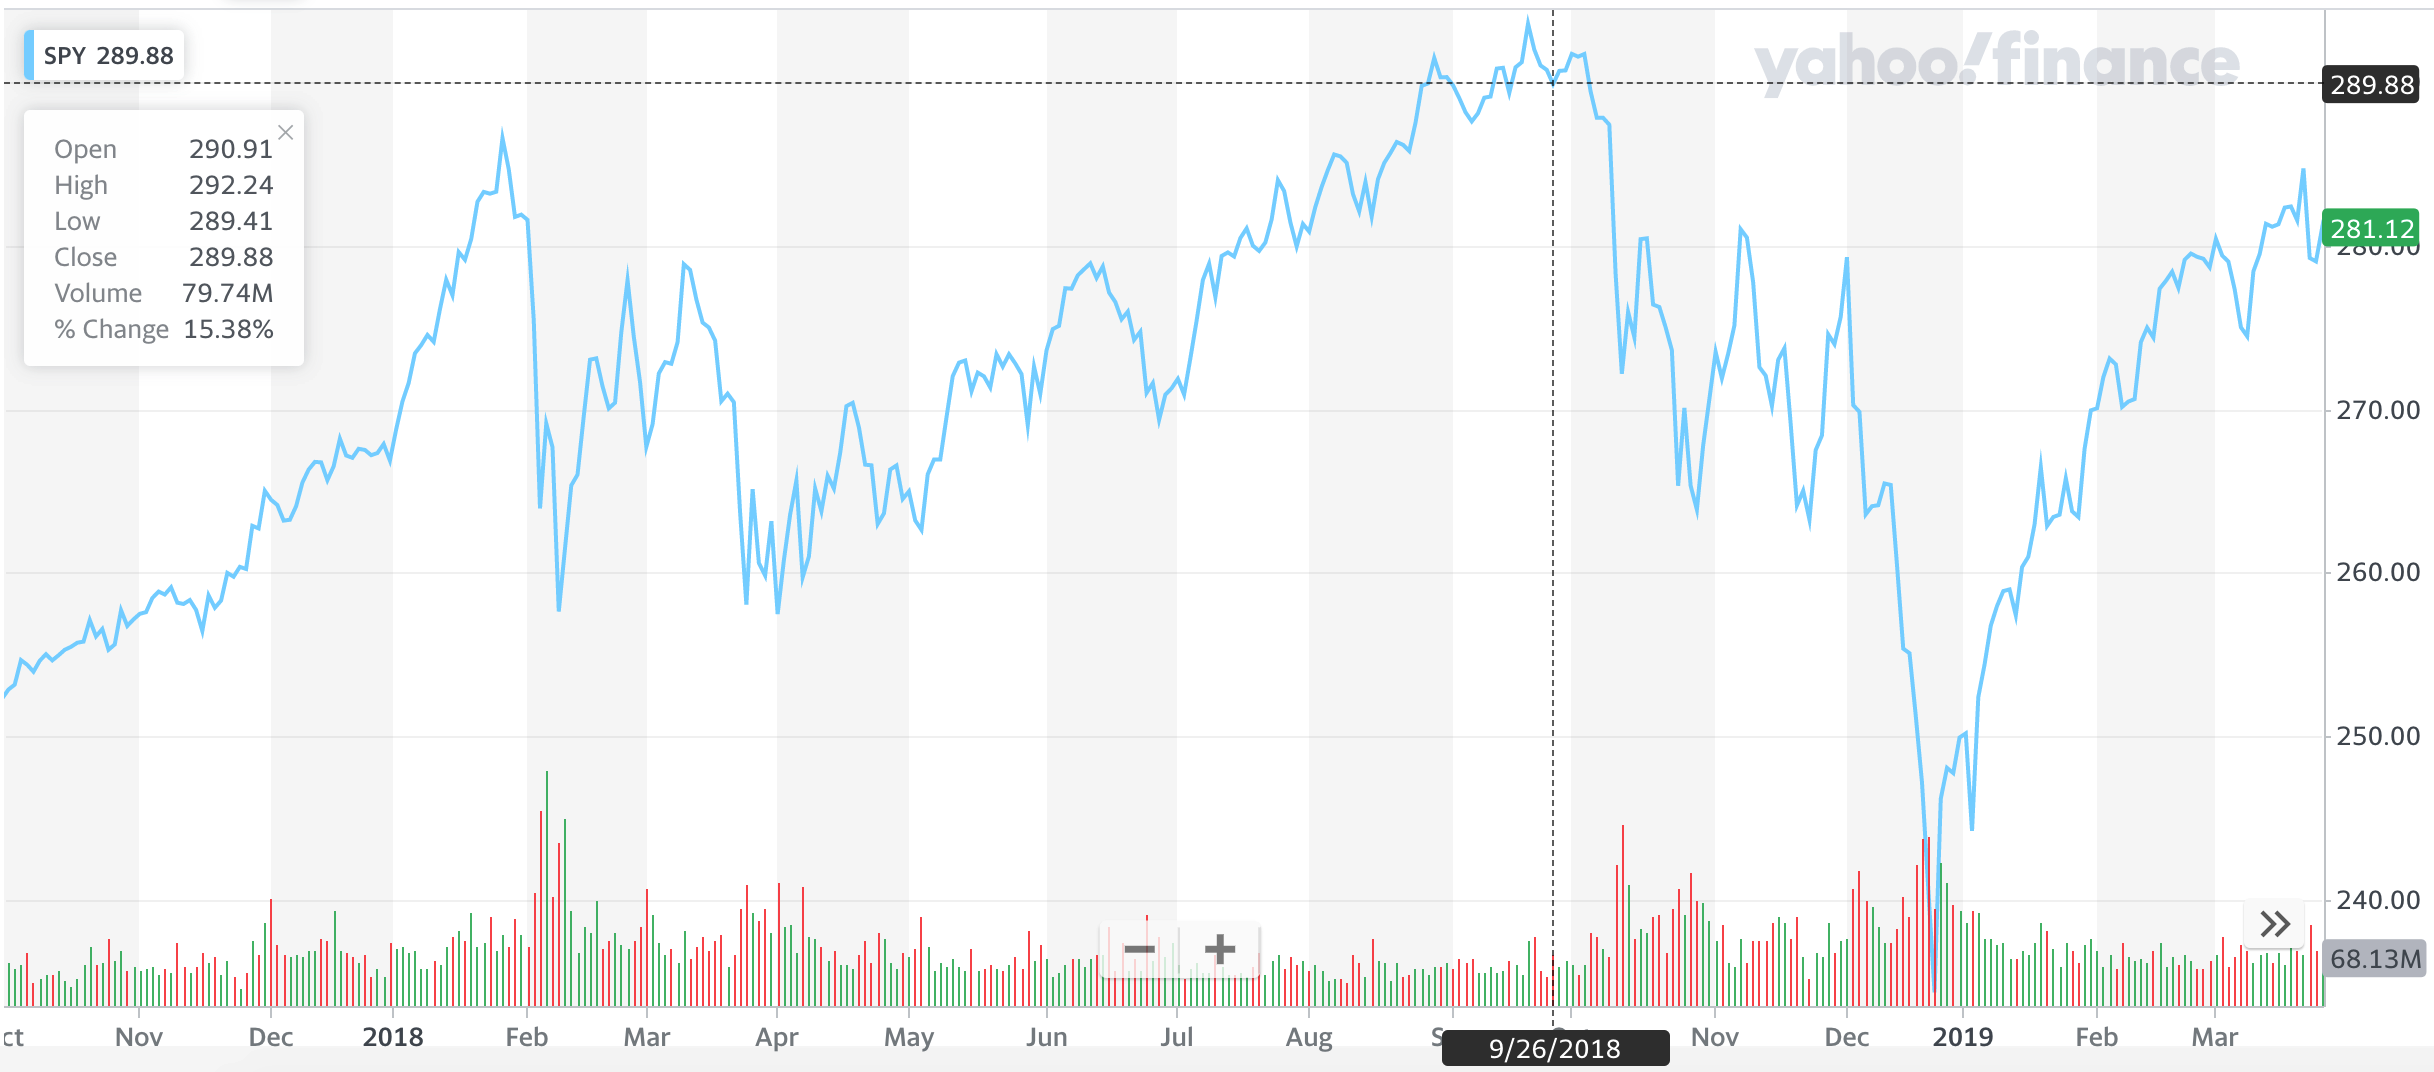 SPY 289.88
yahoo!finance
289.88
Open 290.91
High 292.24
Low 289.41
Close 289.88
Volume 79.74M
% Change 15.38%
281.12
280.00
270.00
260.00
250.00
240.00
68.13M
ct Nov Dec 2018 Feb Mar Apr May Jun Jul Aug Nov Dec 2019 Feb Mar
9/26/2018